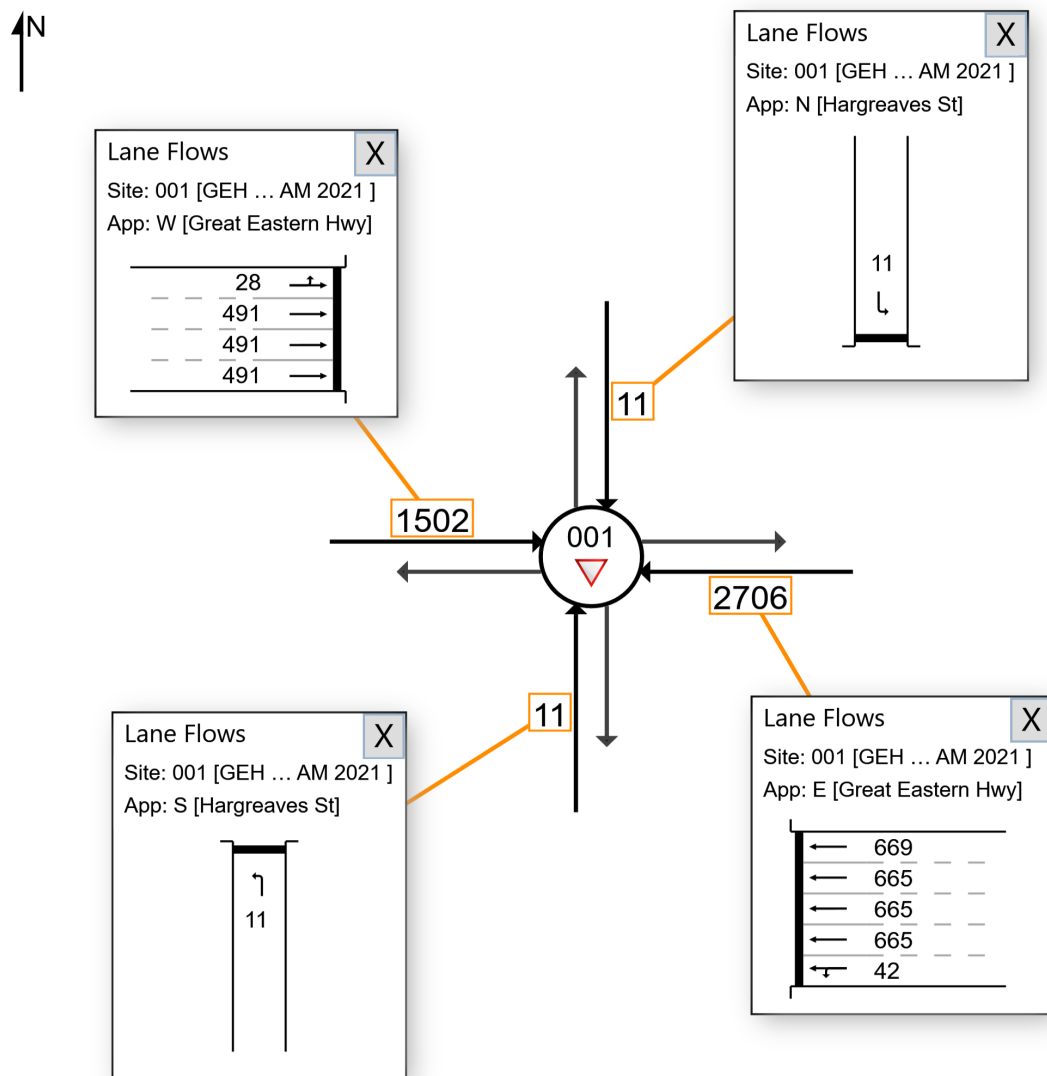 N
Lane Flows
X
Site: 001 [GEH ... AM 2021 ]
App: N [Hargreaves St]
11
Lane Flows
X
Site: 001 [GEH ... AM 2021 ]
App: W [Great Eastern Hwy]
28
491
491
491
11
1502
001
2706
11
Lane Flows
X
Site: 001 [GEH ... AM 2021 ]
App: S [Hargreaves St]
11
Lane Flows
X
Site: 001 [GEH ... AM 2021 ]
App: E [Great Eastern Hwy]
669
665
665
665
42